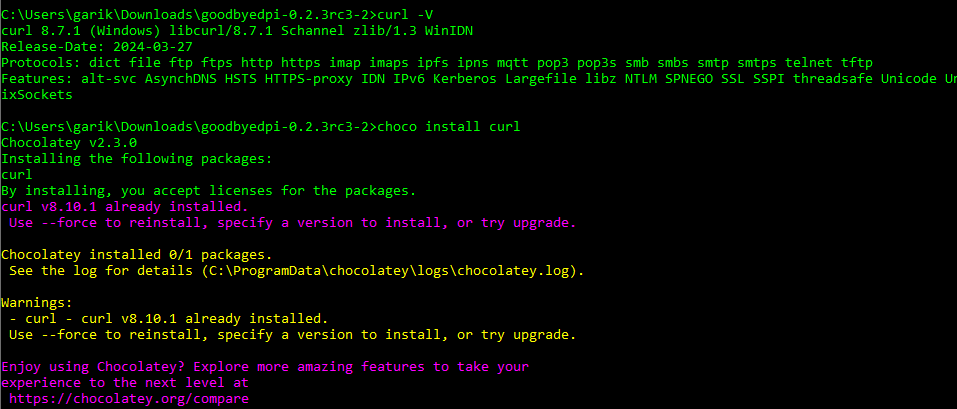 C:\Users\garik\Downloads\goodbyedpi-0.2.3rc3-2>curl -V
curl 8.7.1 (Windows) libcurl/8.7.1 Schannel zlib/1.3 WinIDN
Release-Date: 2024-03-27
Protocols: dict file ftp ftps http https imap imaps ipfs ipns mqtt pop3 pop3s smb smbs smtp smtps telnet tftp
Features: alt-svc AsynchDNS HSTS HTTPS-proxy IDN IPv6 Kerberos Largefile libz NTLM SPNEGO SSL SSPI threadsafe Unicode Un
ixSockets
C:\Users\garik\Downloads\goodbyedpi-0.2.3rc3-2>choco install curl
Chocolatey v2.3.0
Installing the following packages:
curl
By installing, you accept licenses for the packages.
curl v8.10.1 already installed.
 Use --force to reinstall, specify a version to install, or try upgrade.
Chocolatey installed 0/1 packages.
 See the log for details (C:\ProgramData\chocolatey\logs\chocolatey.log).
Warnings:
 - curl - curl v8.10.1 already installed.
 Use --force to reinstall, specify a version to install, or try upgrade.
Enjoy using Chocolatey? Explore more amazing features to take your
experience to the next level at
 https://chocolatey.org/compare